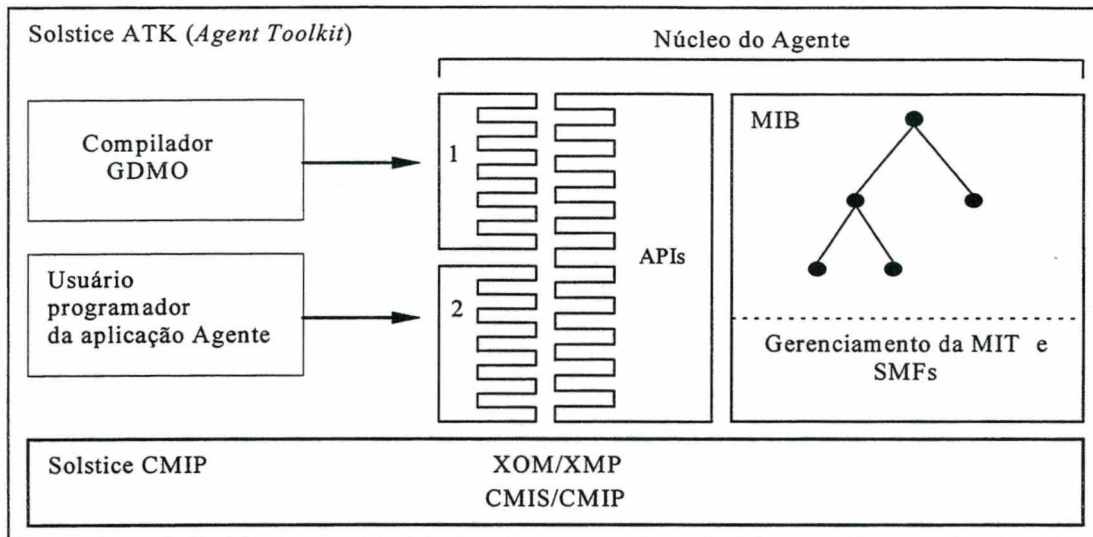 Solstice ATK (Agent Toolkit)
Núcleo do Agente
Compilador
GDMO
1
Usuário
programador
da aplicação Agente
2
APIs
MIB
Gerenciamento da MIT e
SMFs
Solstice CMIP
XOM/XMP
CMIS/CMIP